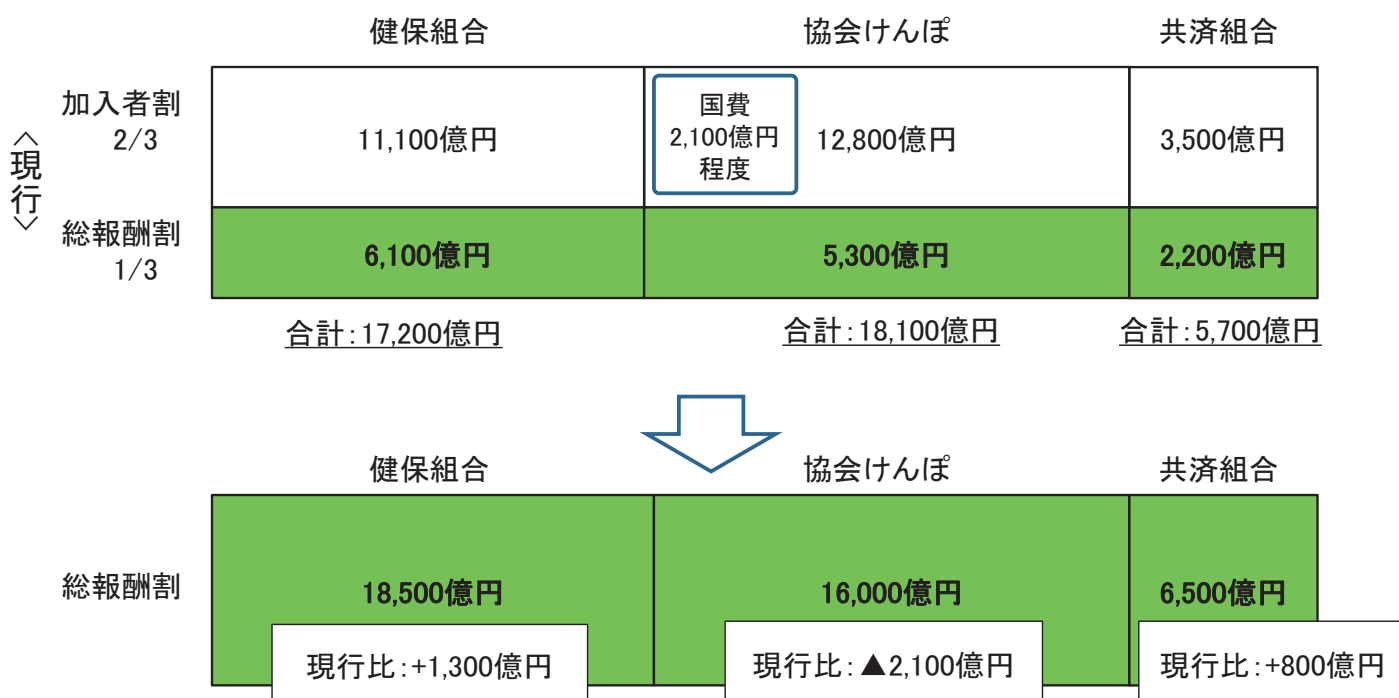 健保組合
協会けんぽ
共済組合
〈現行〉
加入者割
2/3
11,100億円
国費
2,100億円
程度
12,800億円
3,500億円
総報酬割
1/3
6,100億円
5,300億円
2,200億円
合計:17,200億円
合計:18,100億円
合計:5,700億円
健保組合
協会けんぽ
共済組合
総報酬割
18,500億円
16,000億円
6,500億円
現行比:+1,300億円
現行比:▲2,100億円
現行比:+800億円